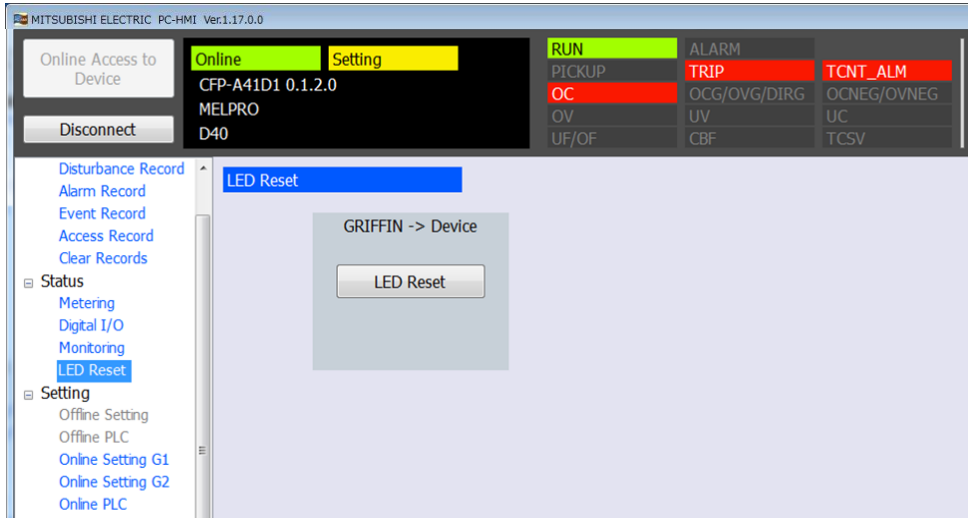 MITSUBISHI ELECTRIC PC-HMI Ver.1.17.0.0
Online Access to
Device
Disconnect
Online Setting
CFP-A41D1 0.1.2.0
MELPRO
D40
RUN ALARM
PICKUP TRIP TCNT_ALM
OC OCG/OVG/DIRG OCNEG/OVNEG
OV UV UC
UF/OF CBF TCSV
Disturbance Record
Alarm Record
Event Record
Access Record
Clear Records
Status
Metering
Digital I/O
Monitoring
LED Reset
Setting
Offline Setting
Offline PLC
Online Setting G1
Online Setting G2
Online PLC
LED Reset
GRIFFIN -> Device
LED Reset